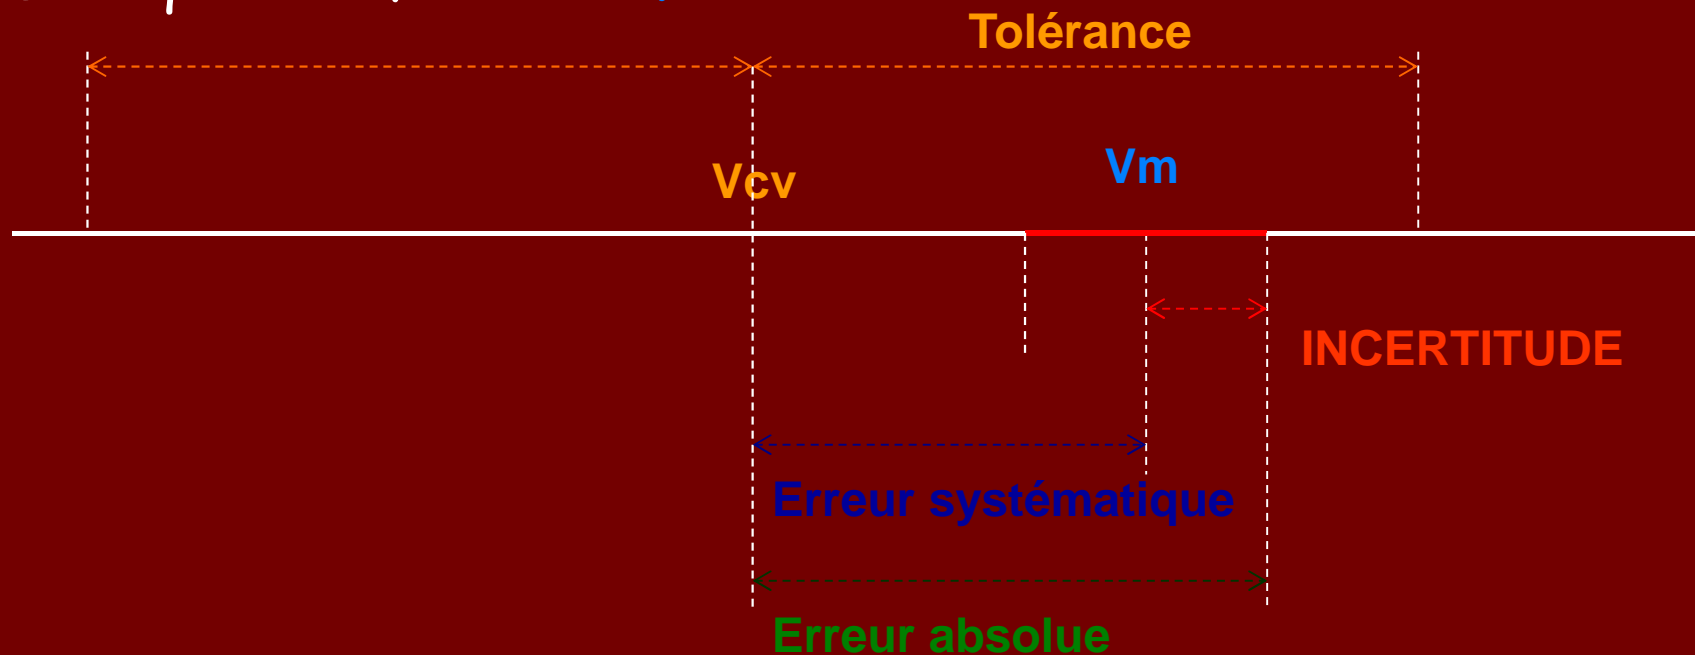 Tolérance
Vcv
Vm
INCERTITUDE
Erreur systématique
Erreur absolue